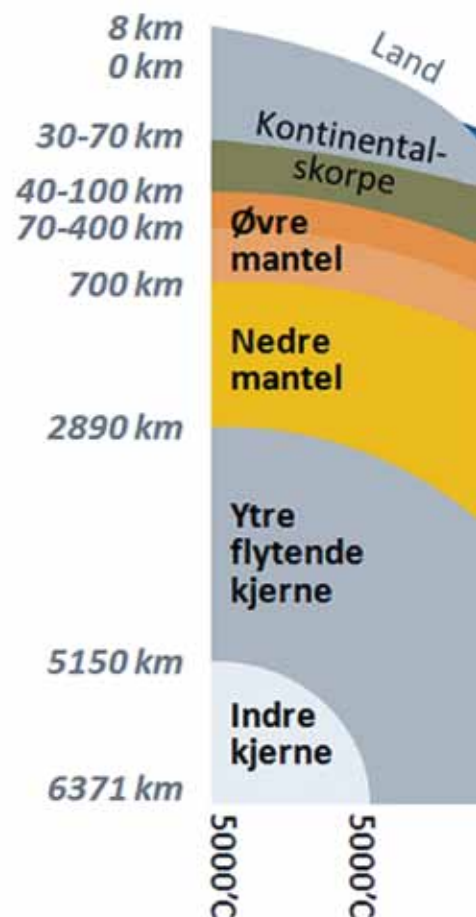 8 km
Land
0 km
30-70 km
Kontinental-
skorpe
40-100 km
70-400 km
Øvre
mantel
700 km
Nedre
mantel
2890 km
Ytre
flytende
kjerne
5150 km
Indre
kjerne
6371 km
5000'C
5000'C